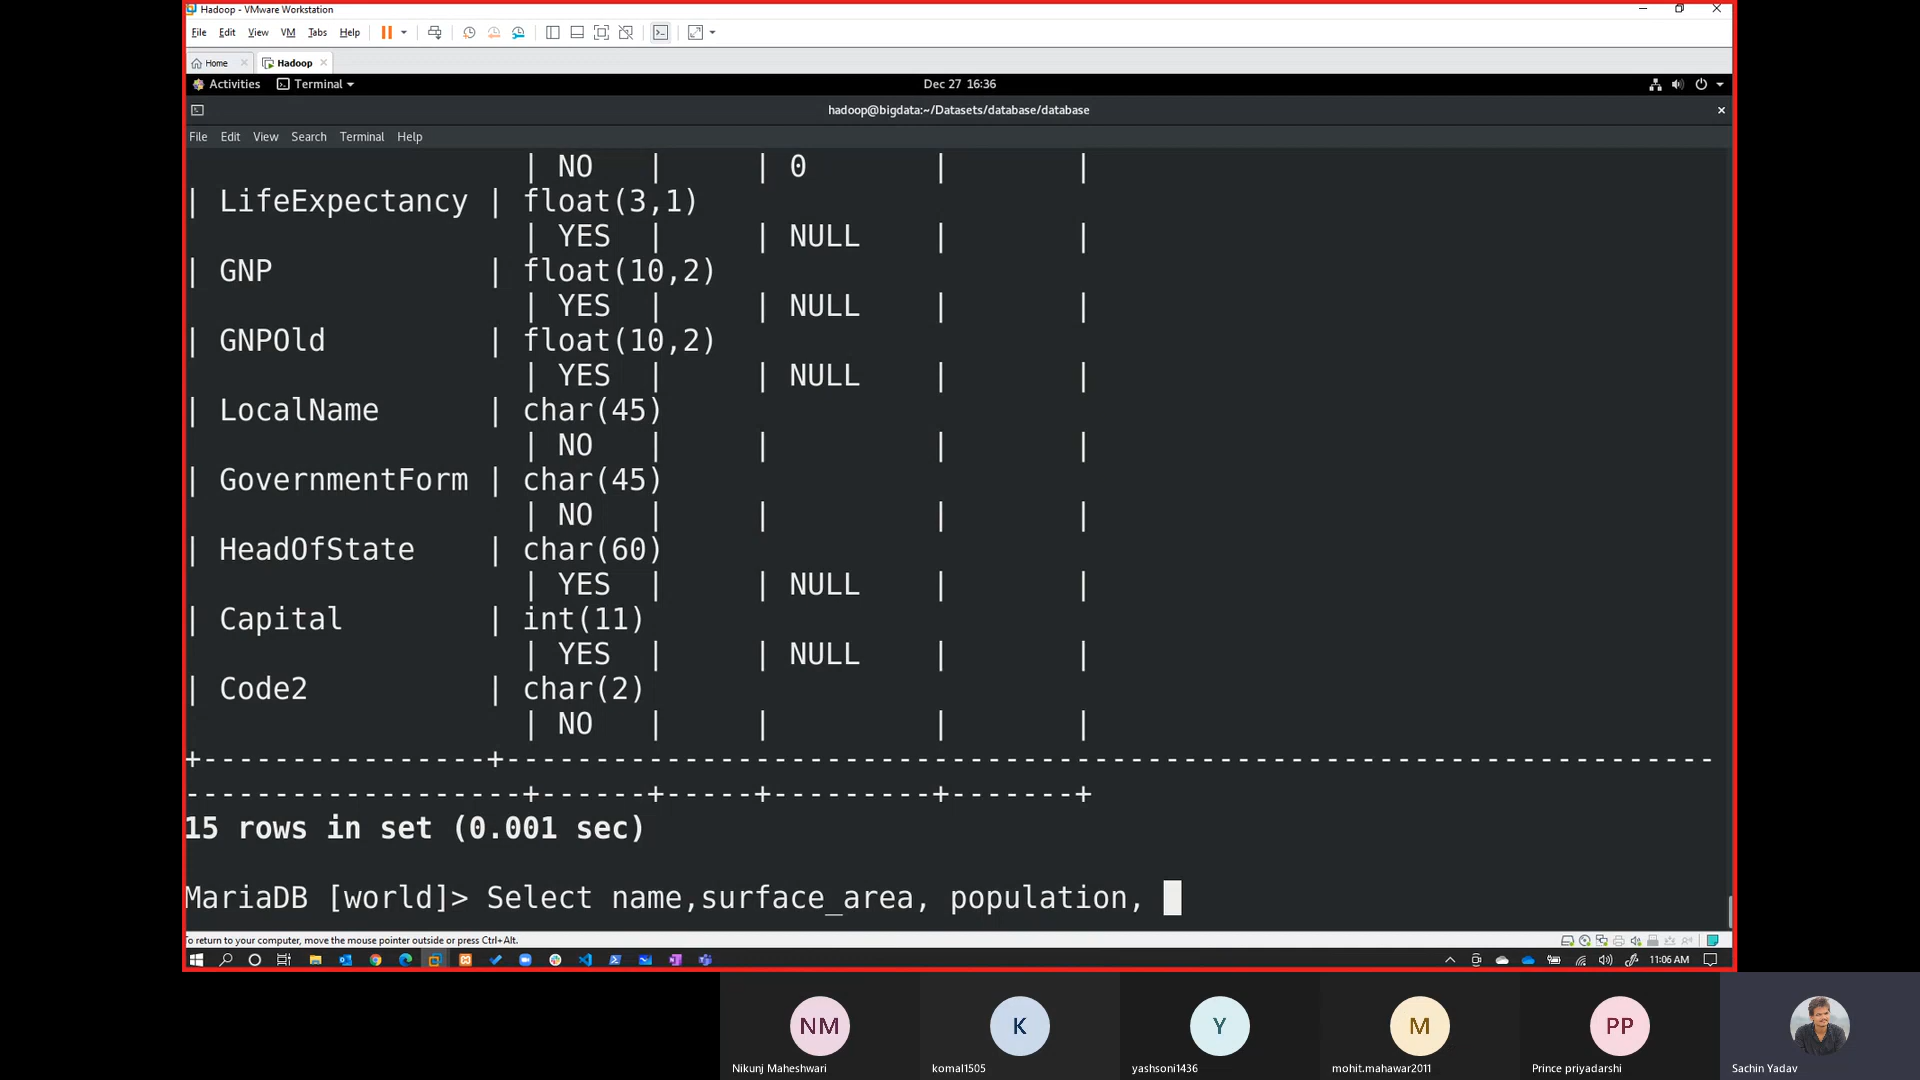 Hadoop - VMware Workstation
File Edit View VM Tabs Help
Home Hadoop
Activities Terminal Dec 27 16:36
hadoop@bigdata:~/Datasets/database/database
File Edit View Search Terminal Help
| NO | | 0 | |
| LifeExpectancy | float(3,1)
| YES | | NULL | |
| GNP | float(10,2)
| YES | | NULL | |
| GNPOld | float(10,2)
| YES | | NULL | |
| LocalName | char(45)
| NO | | | |
| GovernmentForm | char(45)
| NO | | | |
| HeadOfState | char(60)
| YES | | NULL | |
| Capital | int(11)
| YES | | NULL | |
| Code2 | char(2)
| NO | | | |
+----------------+--------------------------------------------------------------------
-------------------+------+-----+---------+-------+
15 rows in set (0.001 sec)
MariaDB [world]> Select name,surface_area, population,
To return to your computer, move the mouse pointer outside or press Ctrl+Alt.
11:06 AM
NM K Y M PP
Nikunj Maheshwari komal1505 yashsoni1436 mohit.mahawar2011 Prince priyadarshi Sachin Yadav